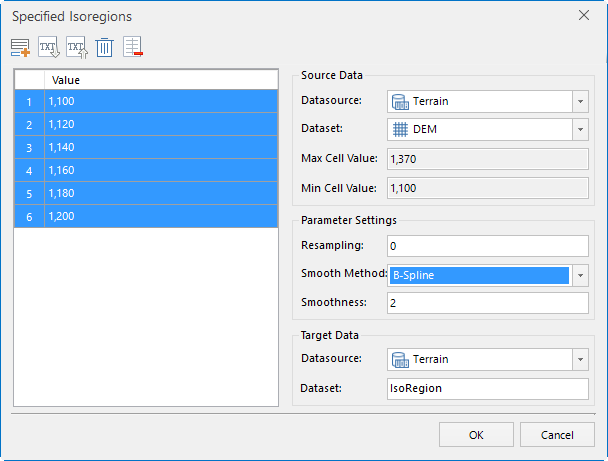 Specified Isoregions
TXT TXT
Value
1 1,100
2 1,120
3 1,140
4 1,160
5 1,180
6 1,200
Source Data
Datasource: Terrain
Dataset: DEM
Max Cell Value: 1,370
Min Cell Value: 1,100
Parameter Settings
Resampling: 0
Smooth Method: B-Spline
Smoothness: 2
Target Data
Datasource: Terrain
Dataset: IsoRegion
OK Cancel